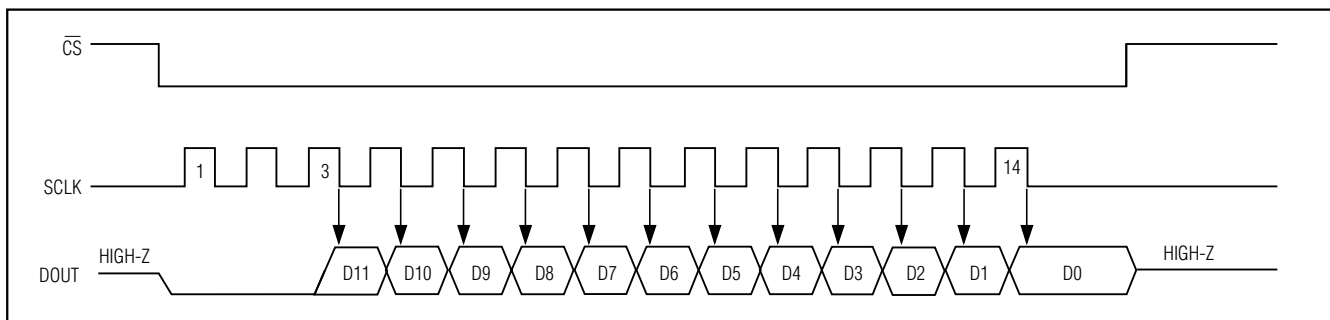 C̅S̅
1 3 14
SCLK
HIGH-Z HIGH-Z
DOUT D11 D10 D9 D8 D7 D6 D5 D4 D3 D2 D1 D0